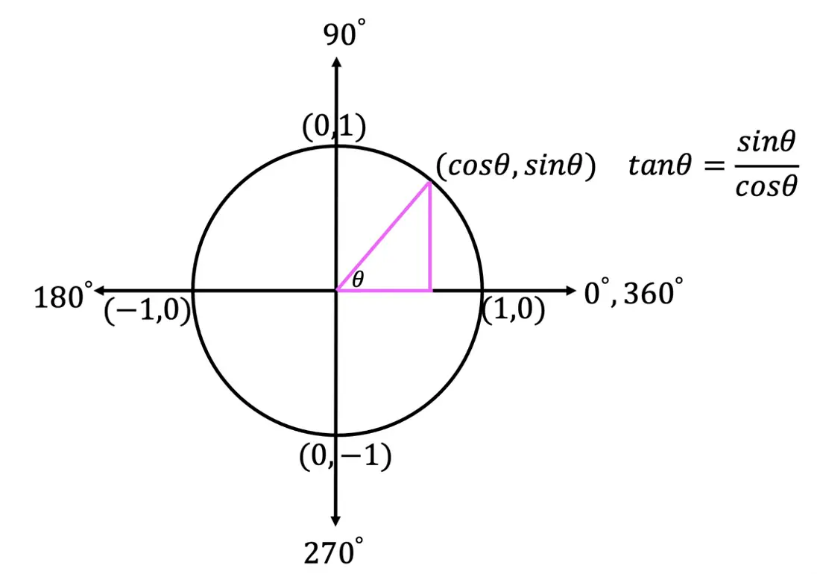 90°
(0,1)
(cosθ, sinθ) tanθ = sinθ/cosθ
θ
180° 0°, 360°
(−1,0) (1,0)
(0,−1)
270°